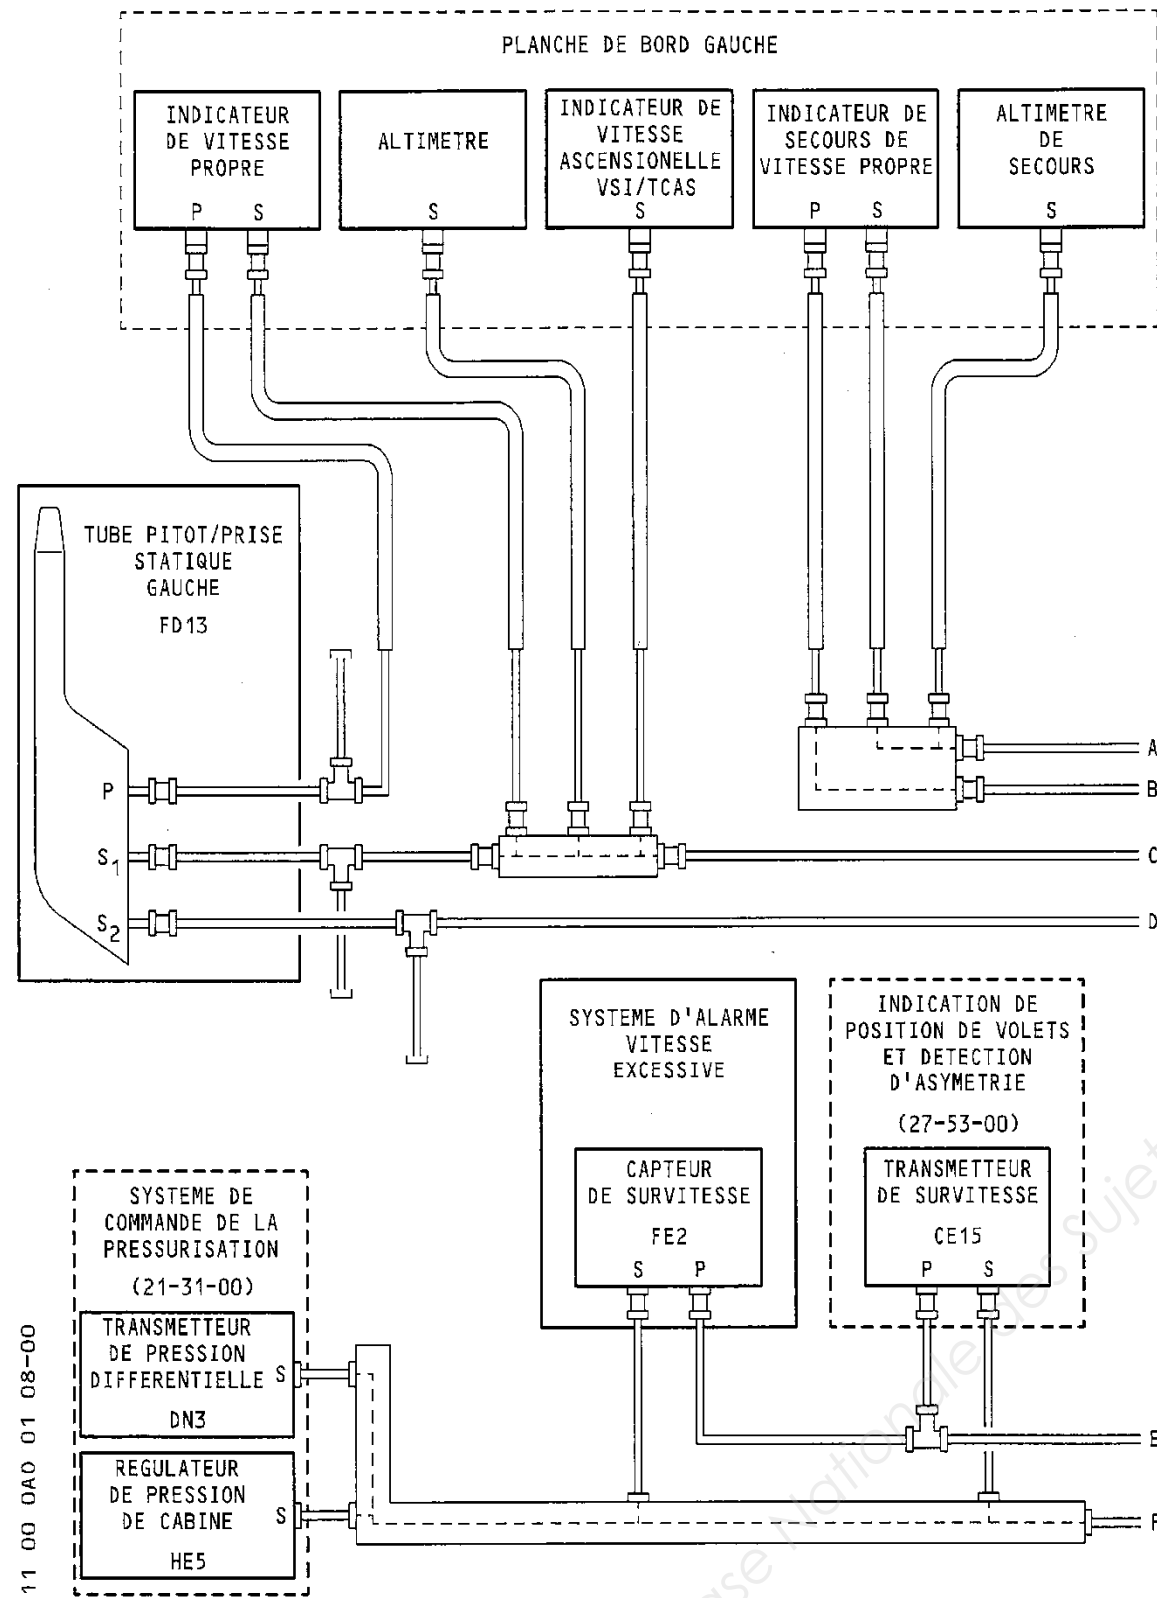 PLANCHE DE BORD GAUCHE
INDICATEUR
DE VITESSE
PROPRE
P S
ALTIMETRE
S
INDICATEUR DE
VITESSE
ASCENSIONELLE
VSI/TCAS
S
INDICATEUR DE
SECOURS DE
VITESSE PROPRE
P S
ALTIMETRE
DE
SECOURS
S
TUBE PITOT/PRISE
STATIQUE
GAUCHE
FD13
P
S1
S2
A
B
C
D
SYSTEME D'ALARME
VITESSE
EXCESSIVE
CAPTEUR
DE SURVITESSE
FE2
S P
INDICATION DE
POSITION DE VOLETS
ET DETECTION
D'ASYMETRIE
(27-53-00)
TRANSMETTEUR
DE SURVITESSE
CE15
P S
SYSTEME DE
COMMANDE DE LA
PRESSURISATION
(21-31-00)
TRANSMETTEUR
DE PRESSION
DIFFERENTIELLE S
DN3
REGULATEUR
DE PRESSION
DE CABINE S
HE5
E
F
11 00 0A0 01 08-00
ase Nationale des Sujet